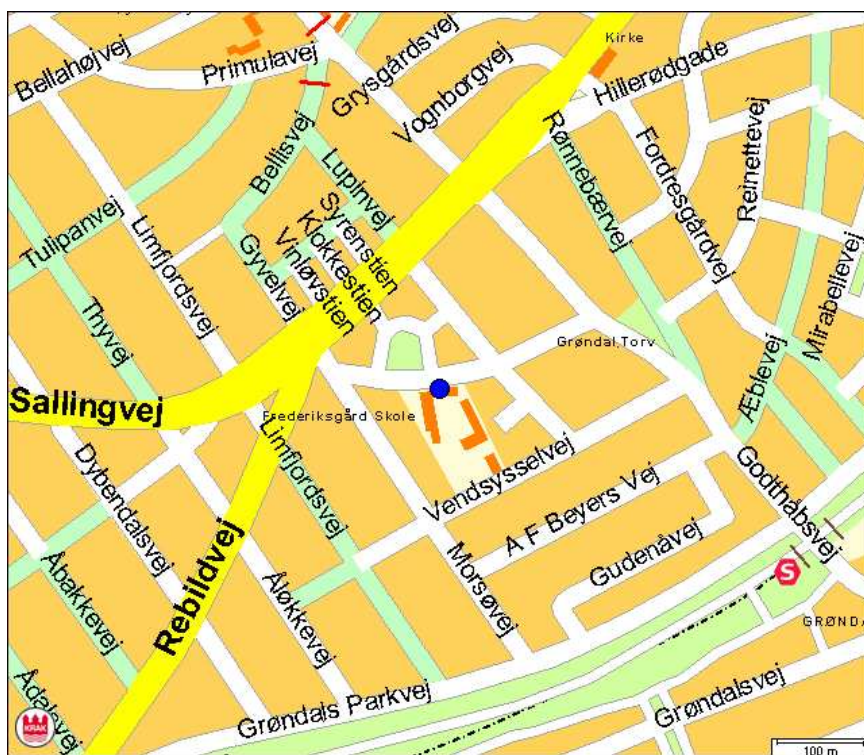 Kirke
Bellahøjvej
Primulavej
Grysgårdsvej
Vognborgvej
Hillerødgade
Bellisvej
Lupinvej
Rønnebærvej
Fordresgårdvej
Reinettevej
Tulipanvej
Limfjordsvej
Gyvelvej
Syrenstien
Klokkestien
Vinløvstien
Mirabellevej
Thyvej
Grøndal Torv
Æblevej
Sallingvej
Frederiksgård Skole
Limfjordsvej
Vendsysselvej
Dybendalsvej
A F Beyers Vej
Godthåbsvej
Gudenåvej
Rebildvej
Morsøvej
Åbakkevej
Åløkkevej
S
GRØNDA
Grøndals Parkvej
Grøndalsvej
KRAK
100 m